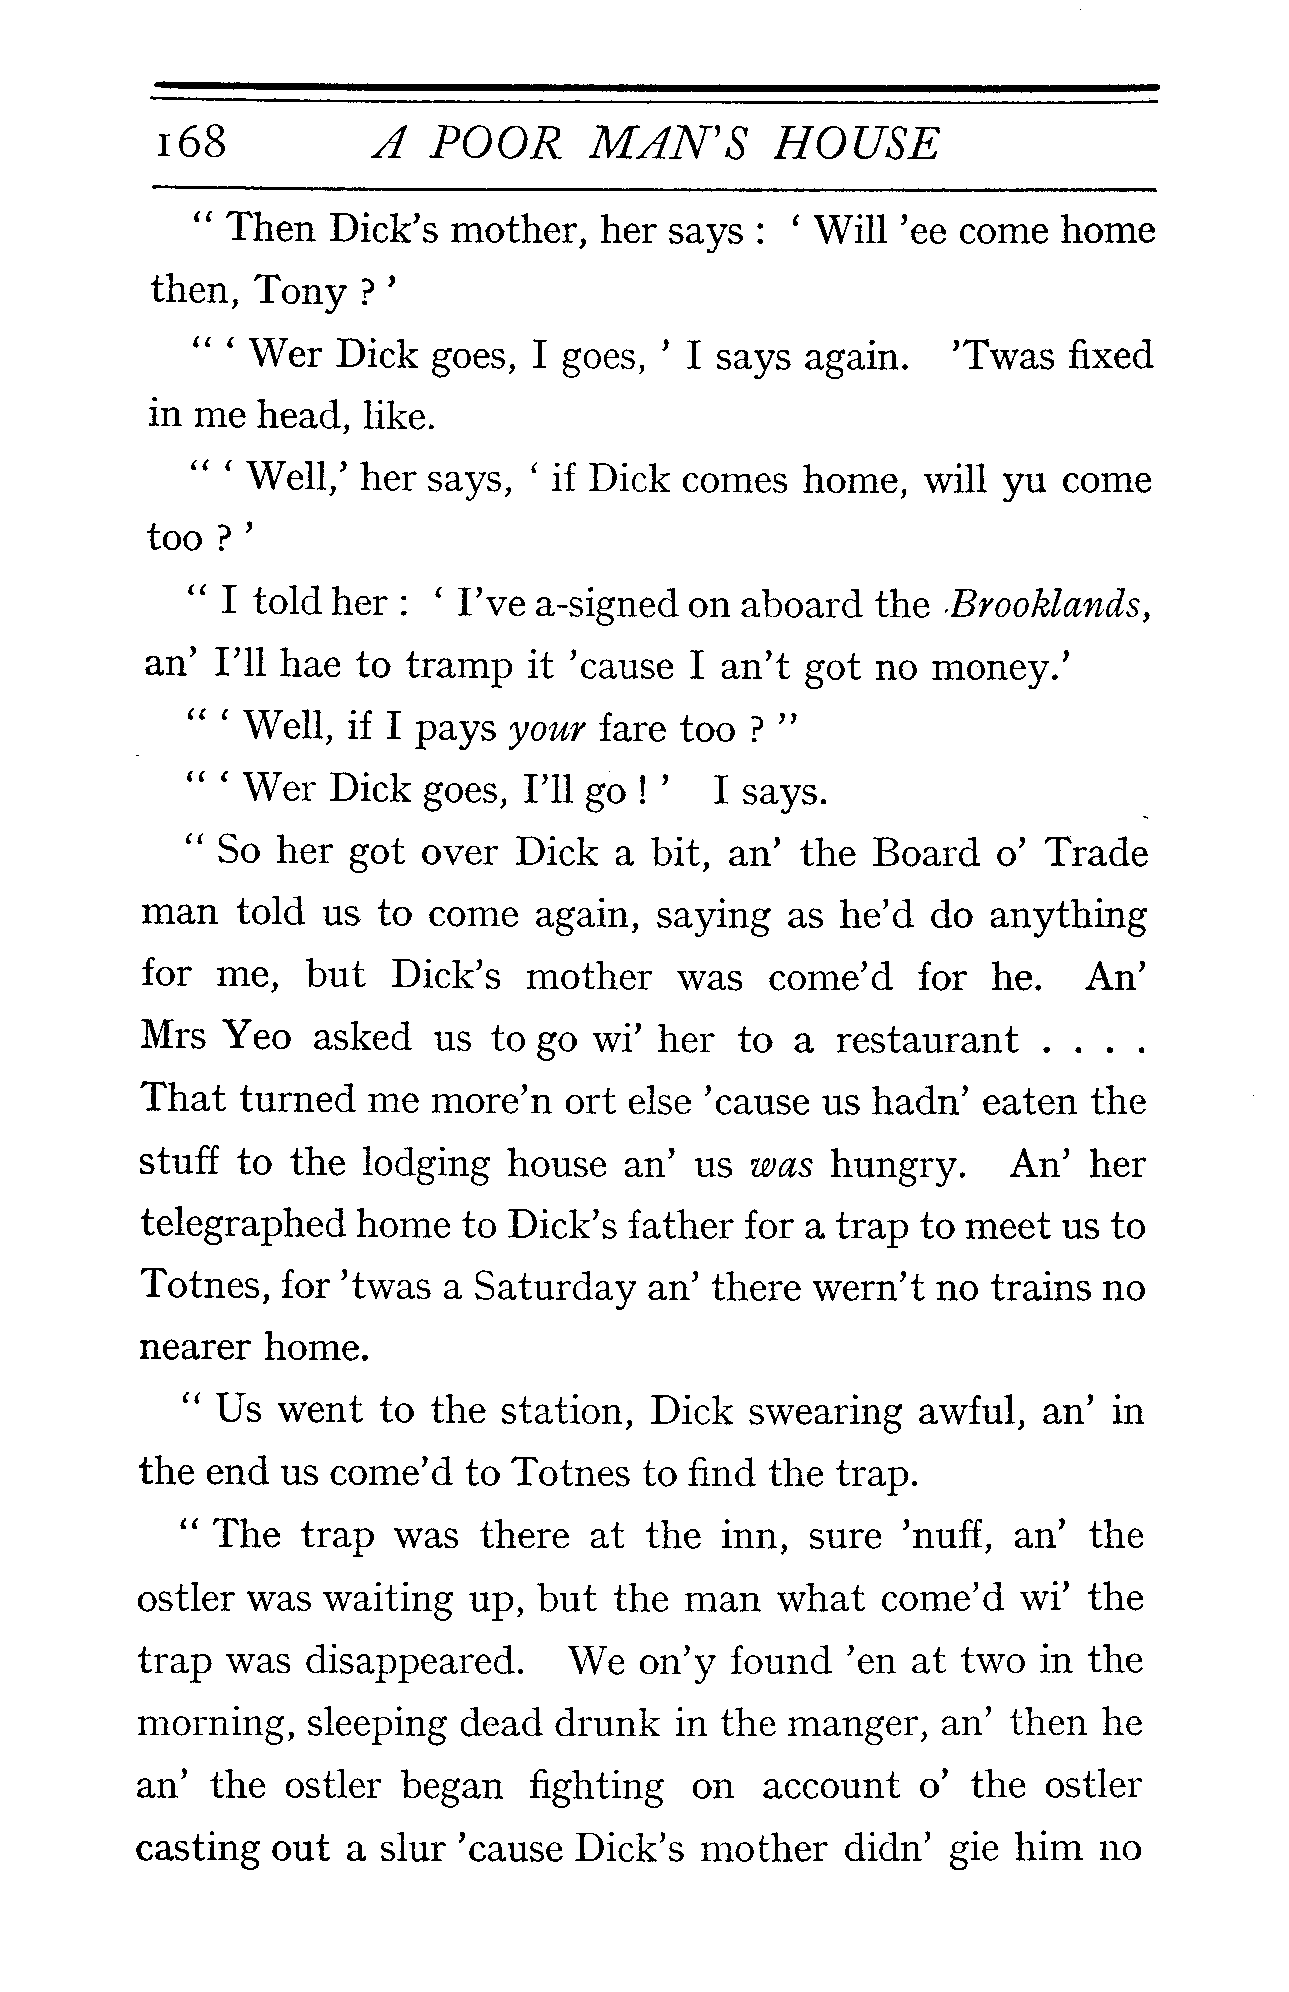 168 A POOR MAN'S HOUSE
" Then Dick's mother, her says : ' Will 'ee come home
then, Tony ? '
" ' Wer Dick goes, I goes, ' I says again. 'Twas fixed
in me head, like.
" ' Well,' her says, ' if Dick comes home, will yu come
too ? '
" I told her : ' I've a-signed on aboard the Brooklands,
an' I'll hae to tramp it 'cause I an't got no money.'
" ' Well, if I pays your fare too ? "
" ' Wer Dick goes, I'll go ! ' I says.
" So her got over Dick a bit, an' the Board o' Trade
man told us to come again, saying as he'd do anything
for me, but Dick's mother was come'd for he. An'
Mrs Yeo asked us to go wi' her to a restaurant . . . .
That turned me more'n ort else 'cause us hadn' eaten the
stuff to the lodging house an' us was hungry. An' her
telegraphed home to Dick's father for a trap to meet us to
Totnes, for 'twas a Saturday an' there wern't no trains no
nearer home.
" Us went to the station, Dick swearing awful, an' in
the end us come'd to Totnes to find the trap.
" The trap was there at the inn, sure 'nuff, an' the
ostler was waiting up, but the man what come'd wi' the
trap was disappeared. We on'y found 'en at two in the
morning, sleeping dead drunk in the manger, an' then he
an' the ostler began fighting on account o' the ostler
casting out a slur 'cause Dick's mother didn' gie him no